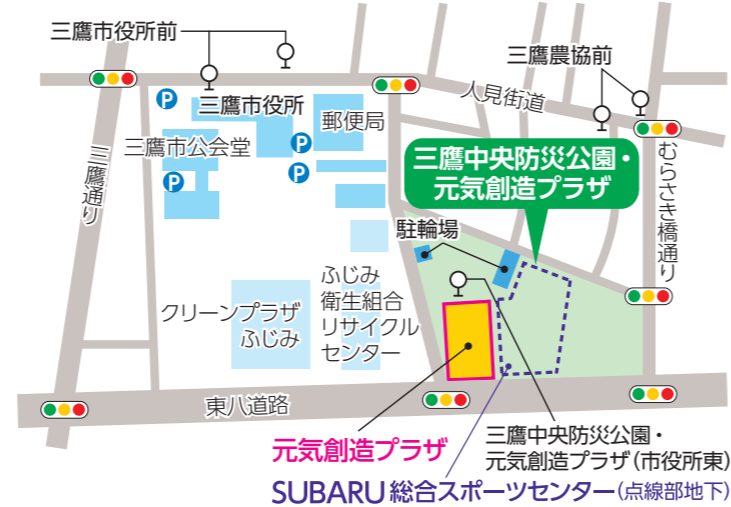 三鷹市役所前
三鷹農協前
P
三鷹市役所
郵便局
人見街道
三鷹市公会堂
P
P
P
三鷹通り
三鷹中央防災公園・
元気創造プラザ
むらさき橋通り
駐輪場
ふじみ
衛生組合
リサイクル
センター
クリーンプラザ
ふじみ
東八道路
元気創造プラザ
三鷹中央防災公園・
元気創造プラザ(市役所東)
SUBARU 総合スポーツセンター(点線部地下)